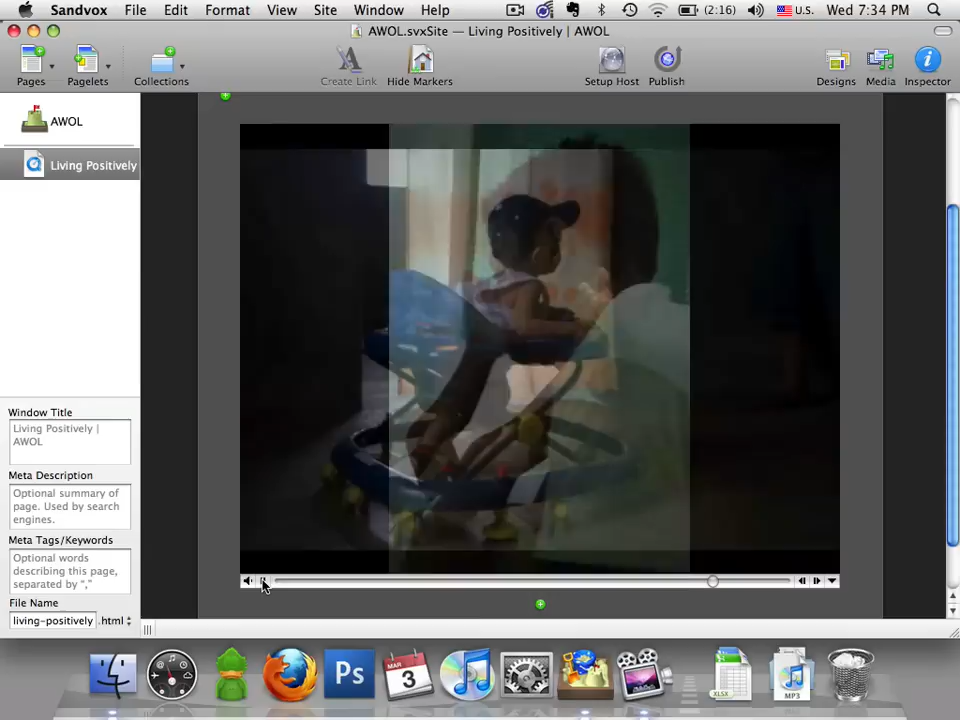 Sandvox File Edit Format View Site Window Help (2:16) U.S. Wed 7:34 PM
AWOL.svxSite — Living Positively | AWOL
Pages Pagelets Collections Create Link Hide Markers Setup Host Publish Designs Media Inspector
AWOL
Living Positively
Window Title
Living Positively |
AWOL
Meta Description
Optional summary of
page. Used by search
engines.
Meta Tags/Keywords
Optional words
describing this page,
separated by “,”
File Name
living-positively .html
Ps
MAR
3
XLSX
MP3